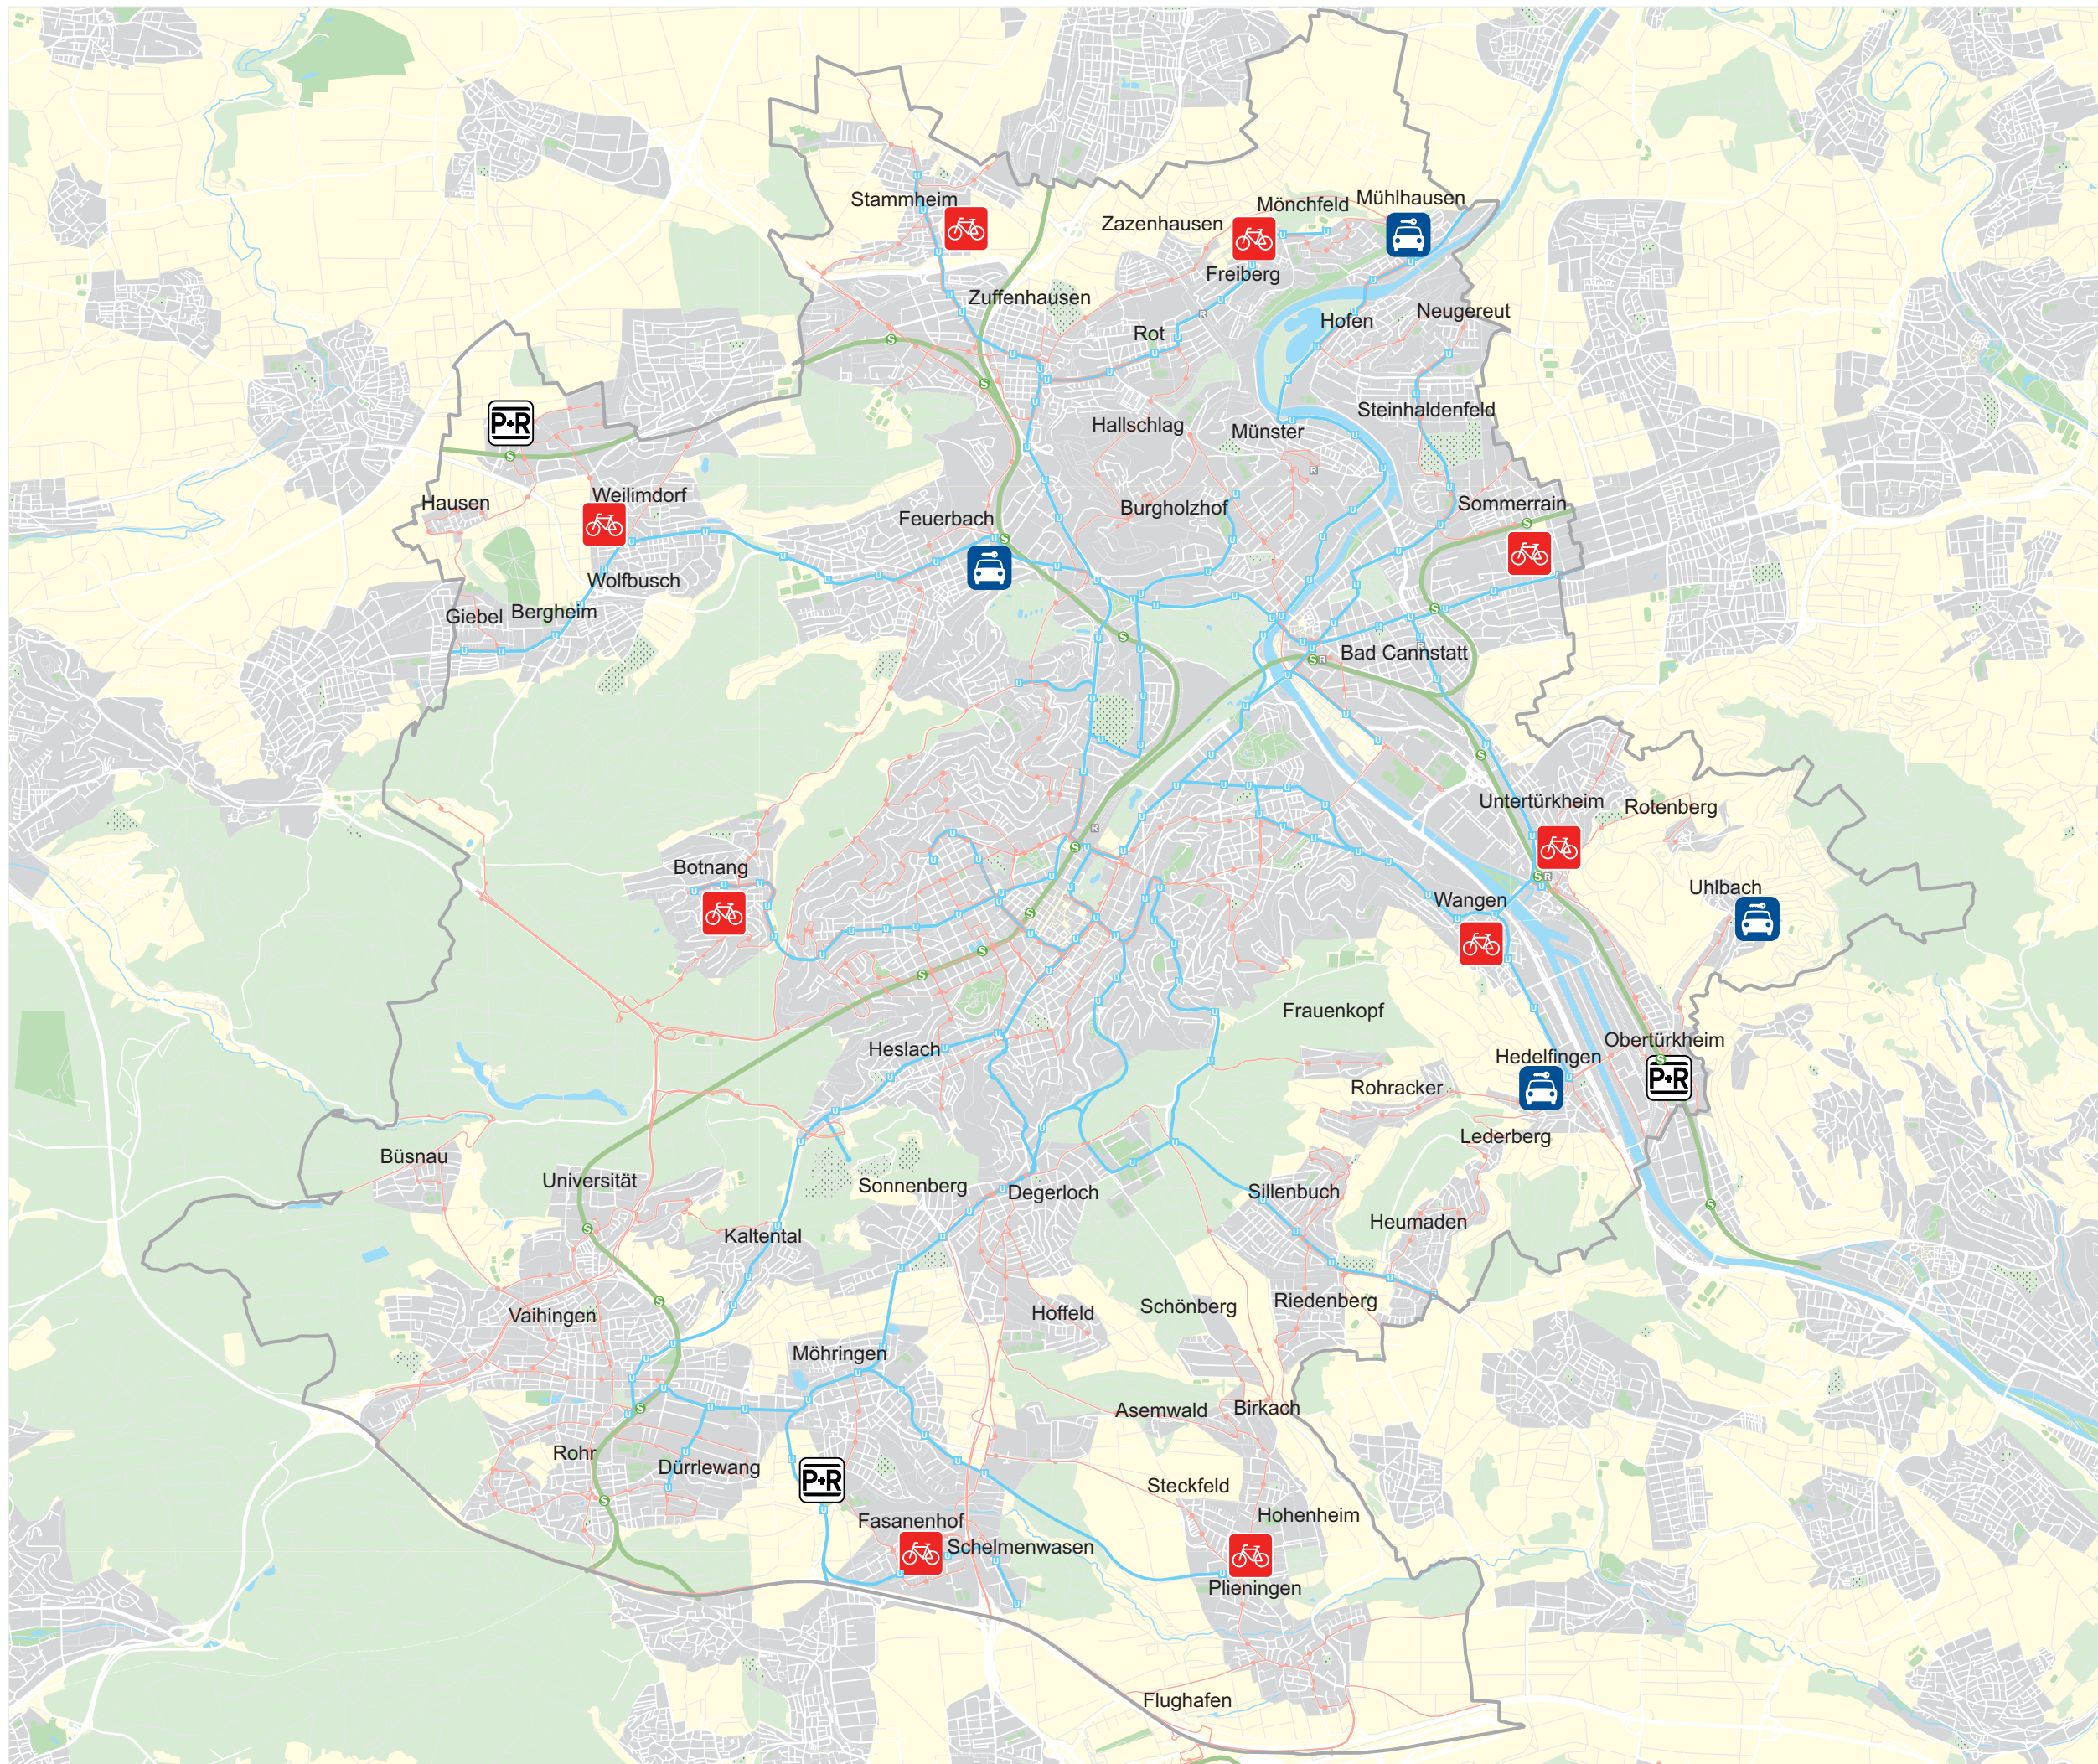 Mühlhausen
Stammheim
Mönchfeld
Zazenhausen
Freiberg
Zuffenhausen
Neugereut
Hofen
Rot
R
Steinhaldenfeld
P+R
Hallschlag
Münster
R
Weilimdorf
Hausen
Sommerrain
Burgholzhof
Feuerbach
Wolfbusch
Bergheim
Giebel
Bad Cannstatt
S R
Untertürkheim
Rotenberg
R
Botnang
S R
Uhlbach
Wangen
Frauenkopf
Obertürkheim
Heslach
Hedelfingen
P+R
Rohracker
Lederberg
Büsnau
Universität
Sonnenberg
Degerloch
Sillenbuch
Heumaden
Kaltental
Riedenberg
Schönberg
Hoffeld
Vaihingen
Möhringen
Birkach
Asemwald
Rohr
Dürrlewang
P+R
Steckfeld
Hohenheim
Fasanenhof
Schelmenwasen
Plieningen
Flughafen